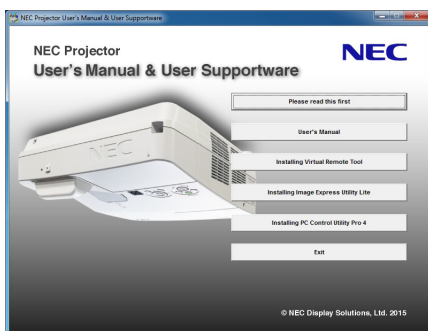 NEC Projector User's Manual & User Supportware
NEC Projector
NEC
User's Manual & User Supportware
Please read this first
User's Manual
Installing Virtual Remote Tool
Installing Image Express Utility Lite
Installing PC Control Utility Pro 4
Exit
NEC
© NEC Display Solutions, Ltd. 2015